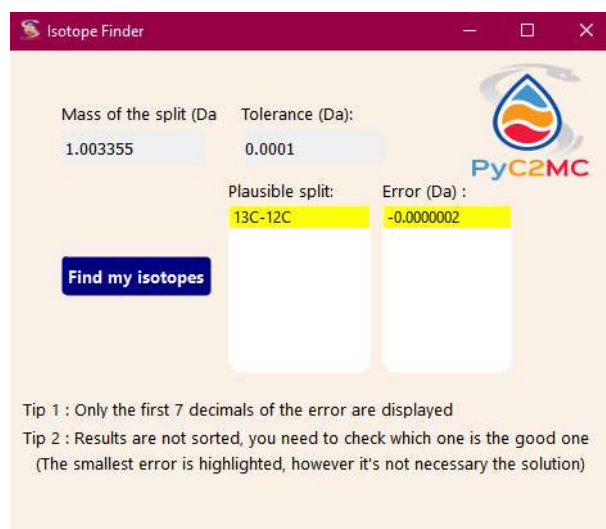 Isotope Finder
PyC2MC
Mass of the split (Da
Tolerance (Da):
1.003355
0.0001
Plausible split:
Error (Da) :
13C-12C
-0.0000002
Find my isotopes
Tip 1 : Only the first 7 decimals of the error are displayed
Tip 2 : Results are not sorted, you need to check which one is the good one
(The smallest error is highlighted, however it's not necessary the solution)